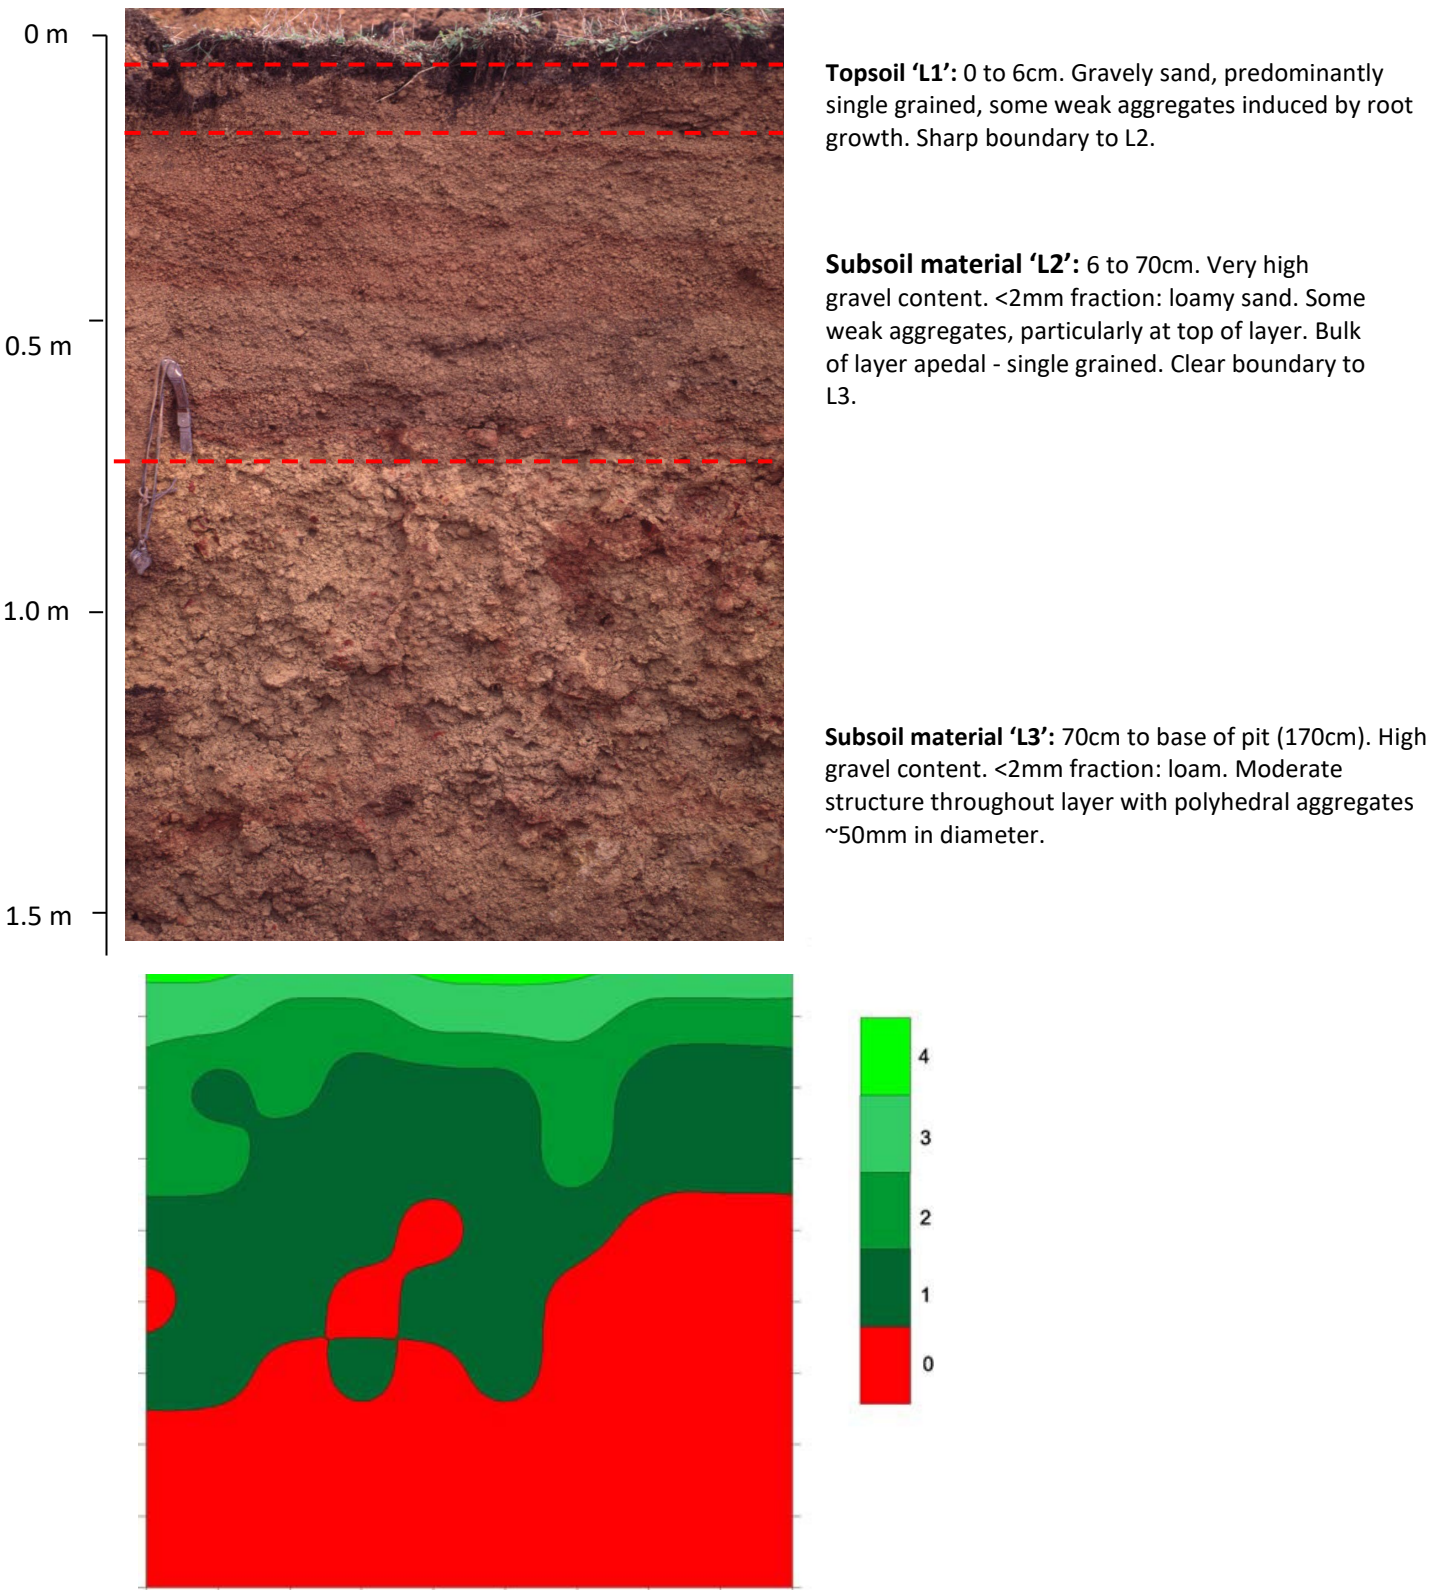 0 m
0.5 m
1.0 m
1.5 m
Topsoil ‘L1’: 0 to 6cm. Gravely sand, predominantly
single grained, some weak aggregates induced by root
growth. Sharp boundary to L2.
Subsoil material ‘L2’: 6 to 70cm. Very high
gravel content. <2mm fraction: loamy sand. Some
weak aggregates, particularly at top of layer. Bulk
of layer apedal - single grained. Clear boundary to
L3.
Subsoil material ‘L3’: 70cm to base of pit (170cm). High
gravel content. <2mm fraction: loam. Moderate
structure throughout layer with polyhedral aggregates
~50mm in diameter.
4
3
2
1
0